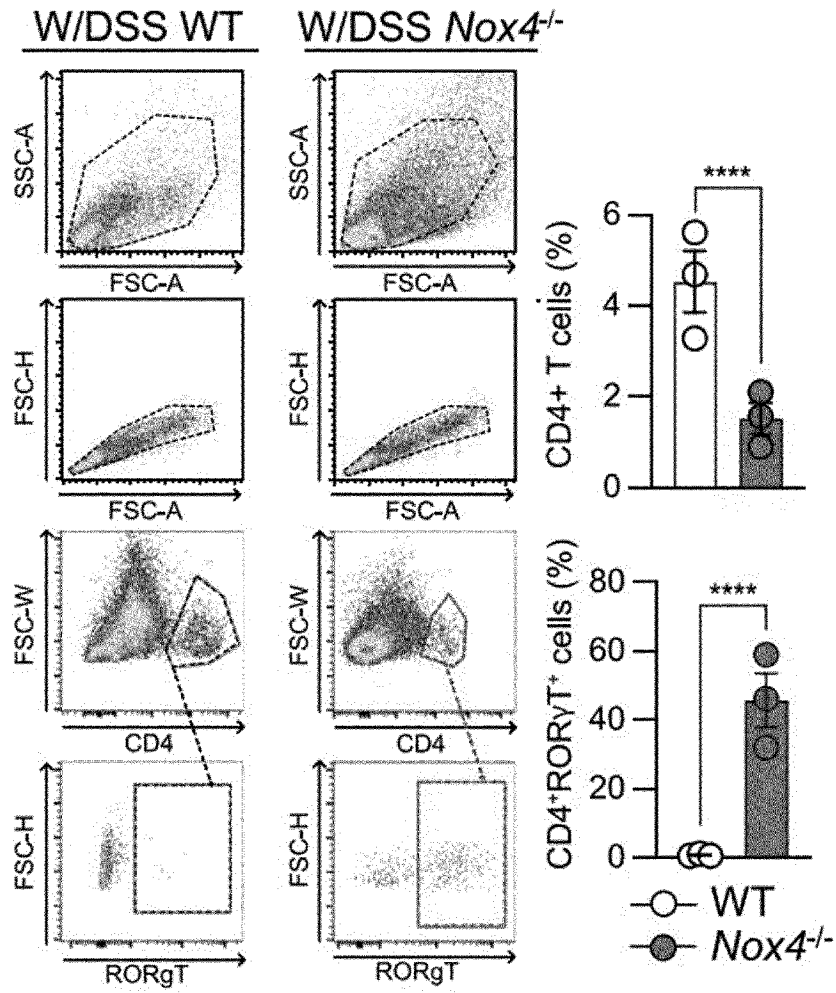 W/DSS WT
W/DSS Nox4-/-
SSC-A
FSC-A
SSC-A
FSC-A
FSC-H
FSC-A
FSC-H
FSC-A
FSC-W
CD4
FSC-W
CD4
FSC-H
RORgT
FSC-H
RORgT
****
CD4+ T cells (%)
6
4
2
0
****
CD4+RORγT+ cells (%)
80
60
40
20
0
WT
Nox4-/-